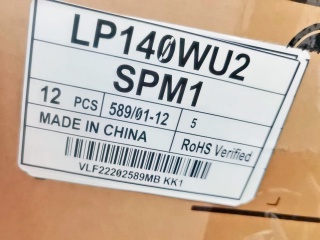 LP140WU2
SPM1
12 PCS 589/01-12 5
MADE IN CHINA RoHS Verified
VLF22202589MB KK1